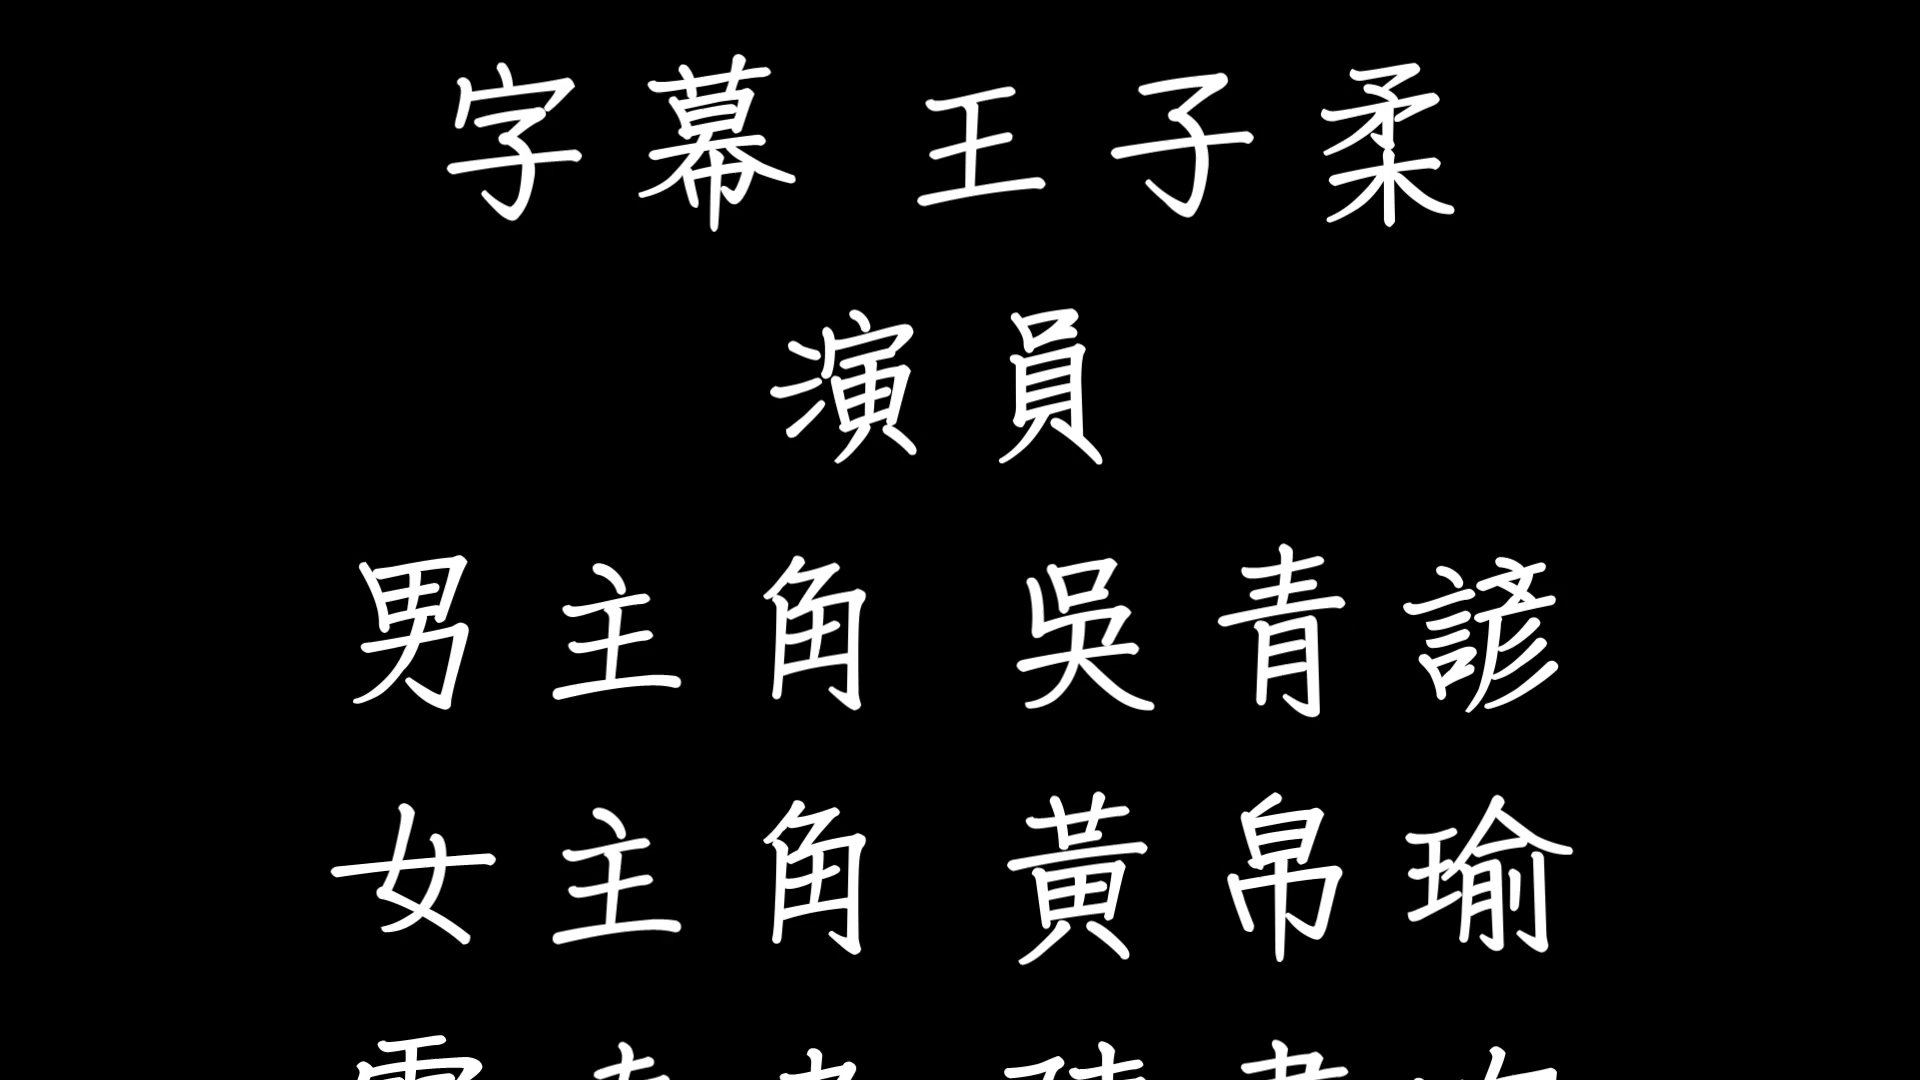 字幕 王子柔
演員
男主角 吳青諺
女主角 黃帛瑜